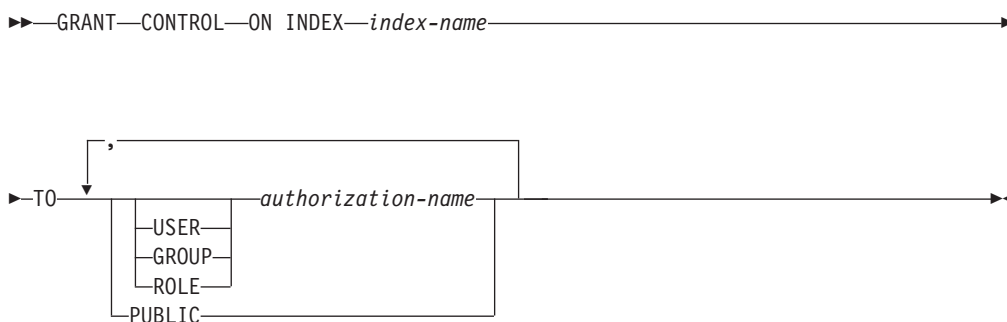 GRANT CONTROL ON INDEX index-name
,
TO authorization-name
USER
GROUP
ROLE
PUBLIC